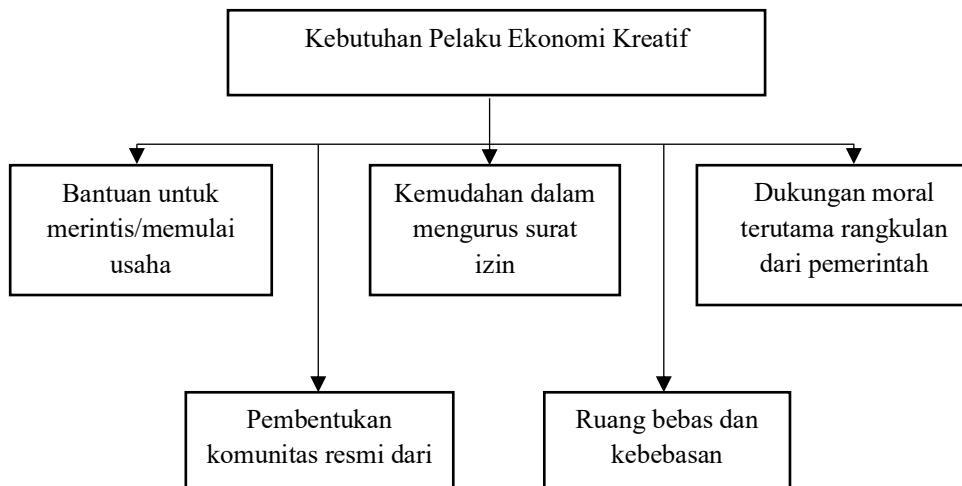 Kebutuhan Pelaku Ekonomi Kreatif
Bantuan untuk
merintis/memulai
usaha
Kemudahan dalam
mengurus surat
izin
Dukungan moral
terutama rangkulan
dari pemerintah
Pembentukan
komunitas resmi dari
Ruang bebas dan
kebebasan